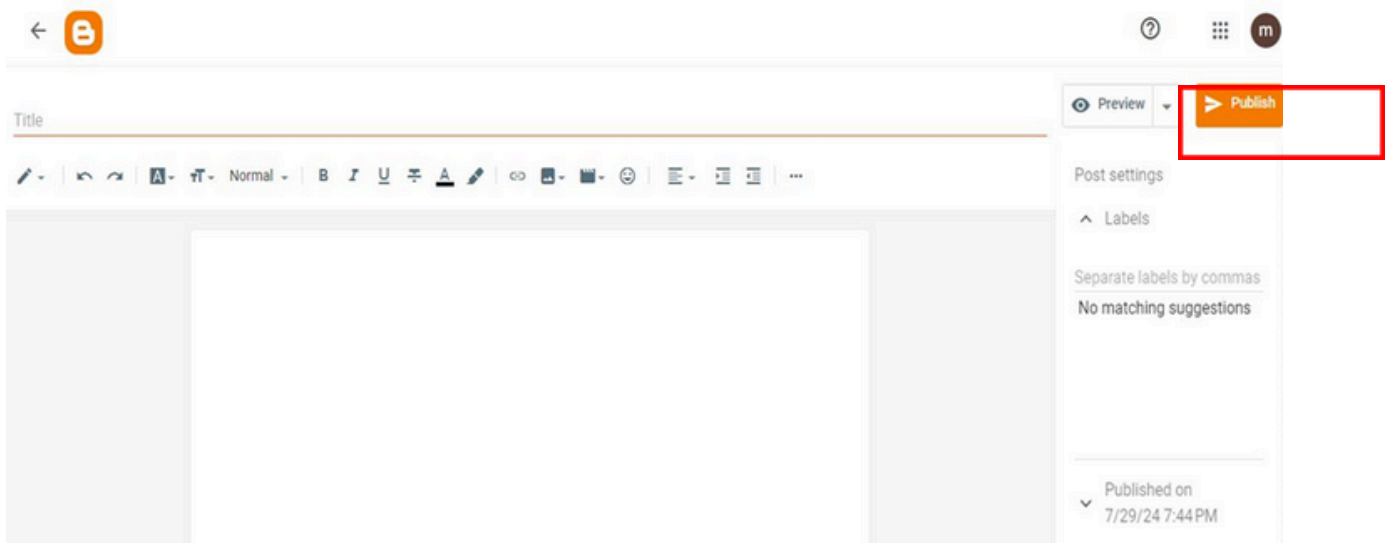 m
Title
Preview
Publish
Normal
B I U A
Post settings
Labels
Separate labels by commas
No matching suggestions
Published on
7/29/24 7:44 PM